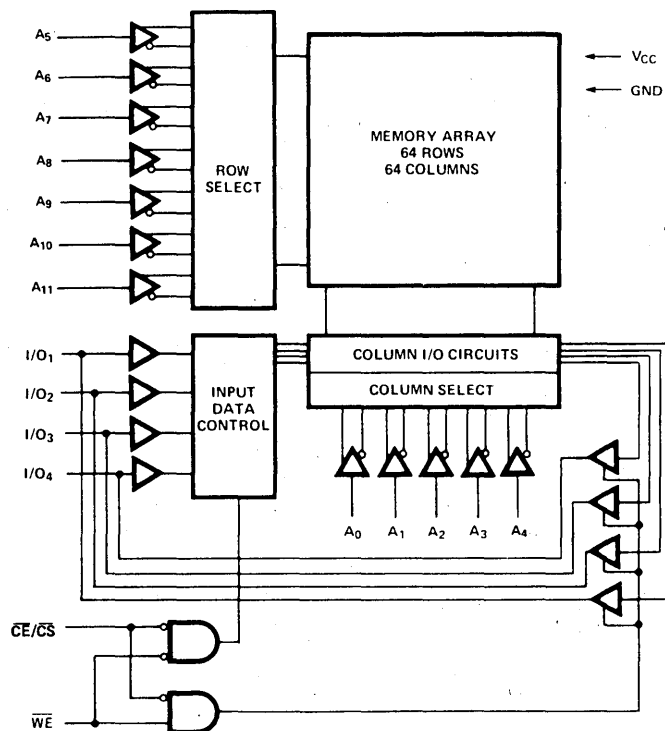 A5
A6
A7
A8
A9
A10
A11
ROW
SELECT
MEMORY ARRAY
64 ROWS
64 COLUMNS
VCC
GND
I/O1
I/O2
I/O3
I/O4
INPUT
DATA
CONTROL
COLUMN I/O CIRCUITS
COLUMN SELECT
A0 A1 A2 A3 A4
CE/CS
WE